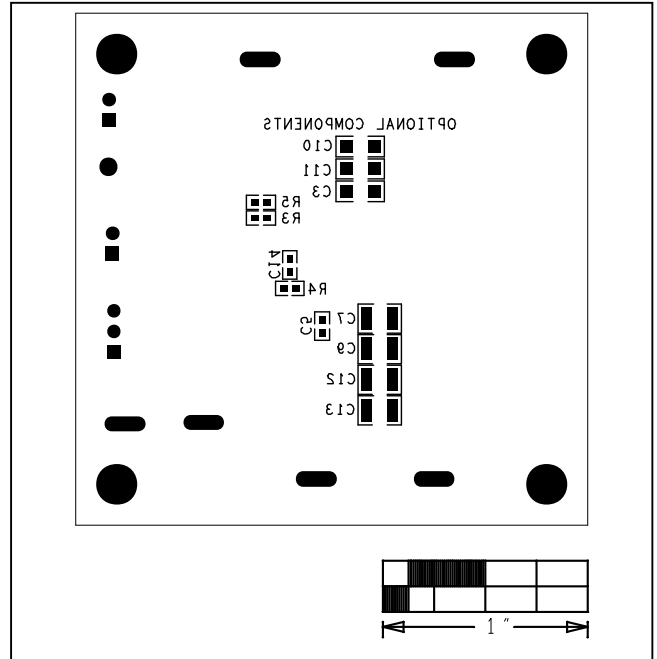 OPTIONAL COMPONENTS
C10
C11
C3
R5
R3
C14
R4
C5
C7
C9
C12
C13
1 "